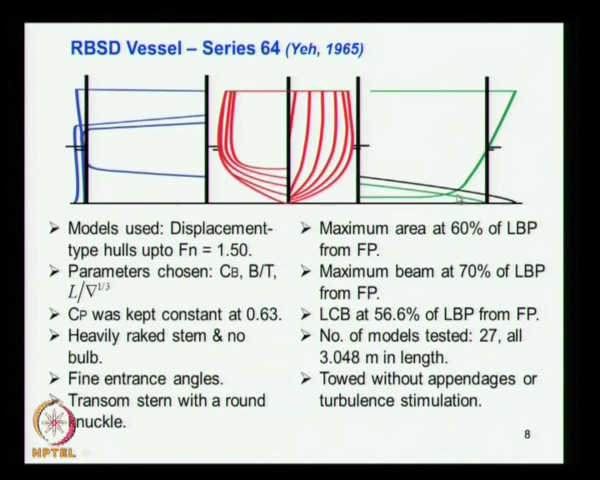 RBSD Vessel – Series 64 (Yeh, 1965)
➢ Models used: Displacement-
type hulls upto Fn = 1.50.
➢ Parameters chosen: CB, B/T,
L/∇^1/3
➢ CP was kept constant at 0.63.
➢ Heavily raked stem & no
bulb.
➢ Fine entrance angles.
➢ Transom stern with a round
knuckle.
➢ Maximum area at 60% of LBP
from FP.
➢ Maximum beam at 70% of LBP
from FP.
➢ LCB at 56.6% of LBP from FP.
➢ No. of models tested: 27, all
3.048 m in length.
➢ Towed without appendages or
turbulence stimulation.
8
NPTEL